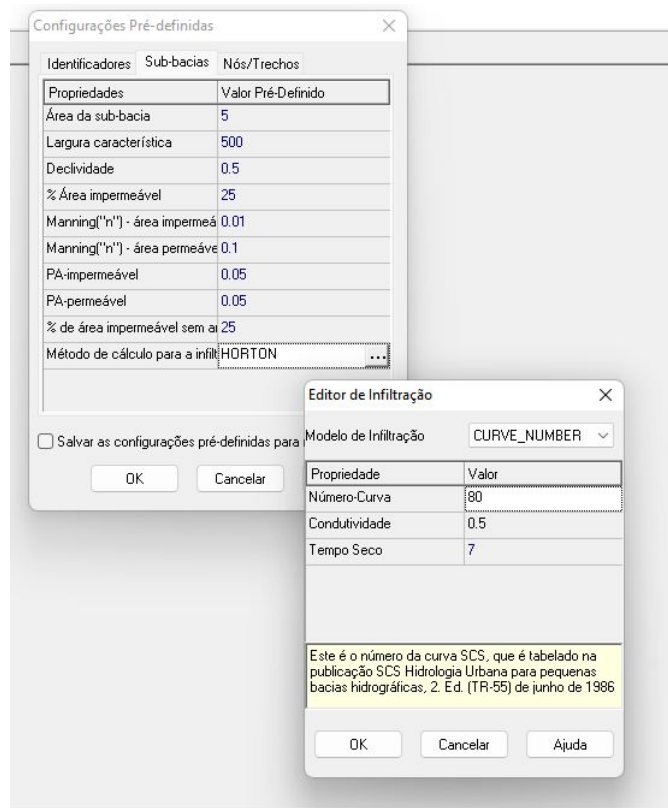 Configurações Pré-definidas
Identificadores Sub-bacias Nós/Trechos
Propriedades Valor Pré-Definido
Área da sub-bacia 5
Largura característica 500
Declividade 0.5
% Área impermeável 25
Manning("n") - área impermeá 0.01
Manning("n") - área permeáve 0.1
PA-impermeável 0.05
PA-permeável 0.05
% de área impermeável sem ar 25
Método de cálculo para a infilt HORTON ...
Salvar as configurações pré-definidas para
OK Cancelar
Editor de Infiltração
Modelo de Infiltração CURVE_NUMBER
Propriedade Valor
Número-Curva 80
Condutividade 0.5
Tempo Seco 7
Este é o número da curva SCS, que é tabelado na
publicação SCS Hidrologia Urbana para pequenas
bacias hidrográficas, 2. Ed. (TR-55) de junho de 1986
OK Cancelar Ajuda